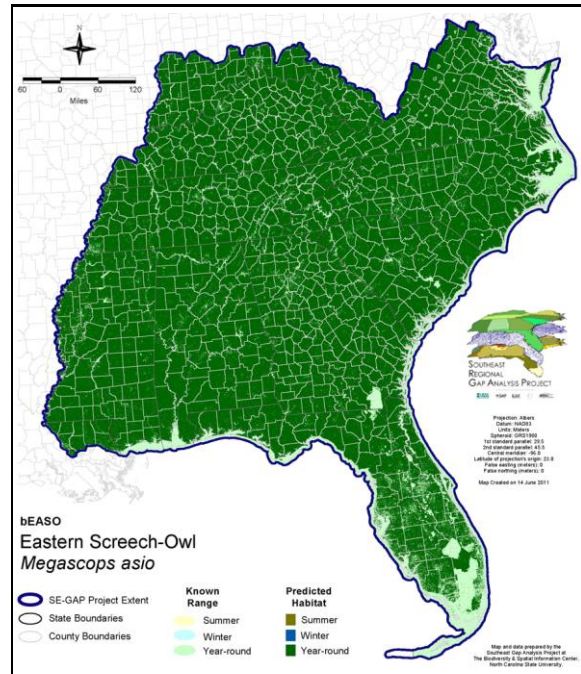 N
60 0 60 120
Miles
SOUTHEAST
REGIONAL
GAP ANALYSIS PROJECT
Projection: Albers
Datum: NAD83
Units: Meters
Spheroid: GRS1980
1st standard parallel: 29.5
2nd standard parallel: 45.5
Central meridian: -96.0
Latitude of projection's origin: 23.0
False easting (meters): 0
False northing (meters): 0
Map Created on 14 June 2011
bEASO
Eastern Screech-Owl
Megascops asio
SE-GAP Project Extent
State Boundaries
County Boundaries
Known
Range
Summer
Winter
Year-round
Predicted
Habitat
Summer
Winter
Year-round
Map and data prepared by the
Southeast Gap Analysis Project at
The Biodiversity & Spatial Information Center,
North Carolina State University.